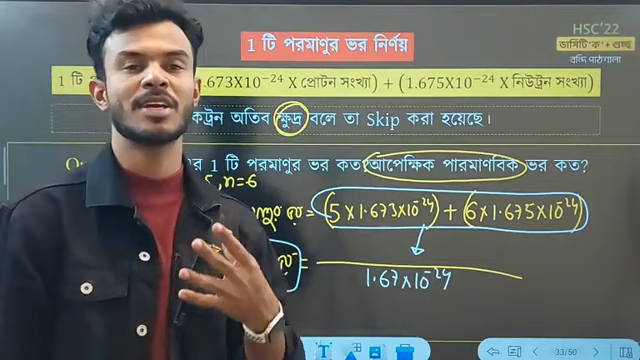 HSC'22
1 টি পরমাণুর ভর নির্ণয়
ভার্সিটি 'ক' + গুচ্ছ
বন্দি পাঠশালা
1 টি .673X10⁻²⁴ X প্রোটন সংখ্যা) + (1.675X10⁻²⁴ X নিউট্রন সংখ্যা)
কট্রন অতিব ক্ষুদ্র বলে তা Skip করা হয়েছে।
র 1 টি পরমাণুর ভর কত? আপেক্ষিক পারমাণবিক ভর কত?
, n=6
= (5 X 1.673X10⁻²⁴) + (6 X 1.675X10⁻²⁴)
=
1.67X10⁻²⁴
33/50